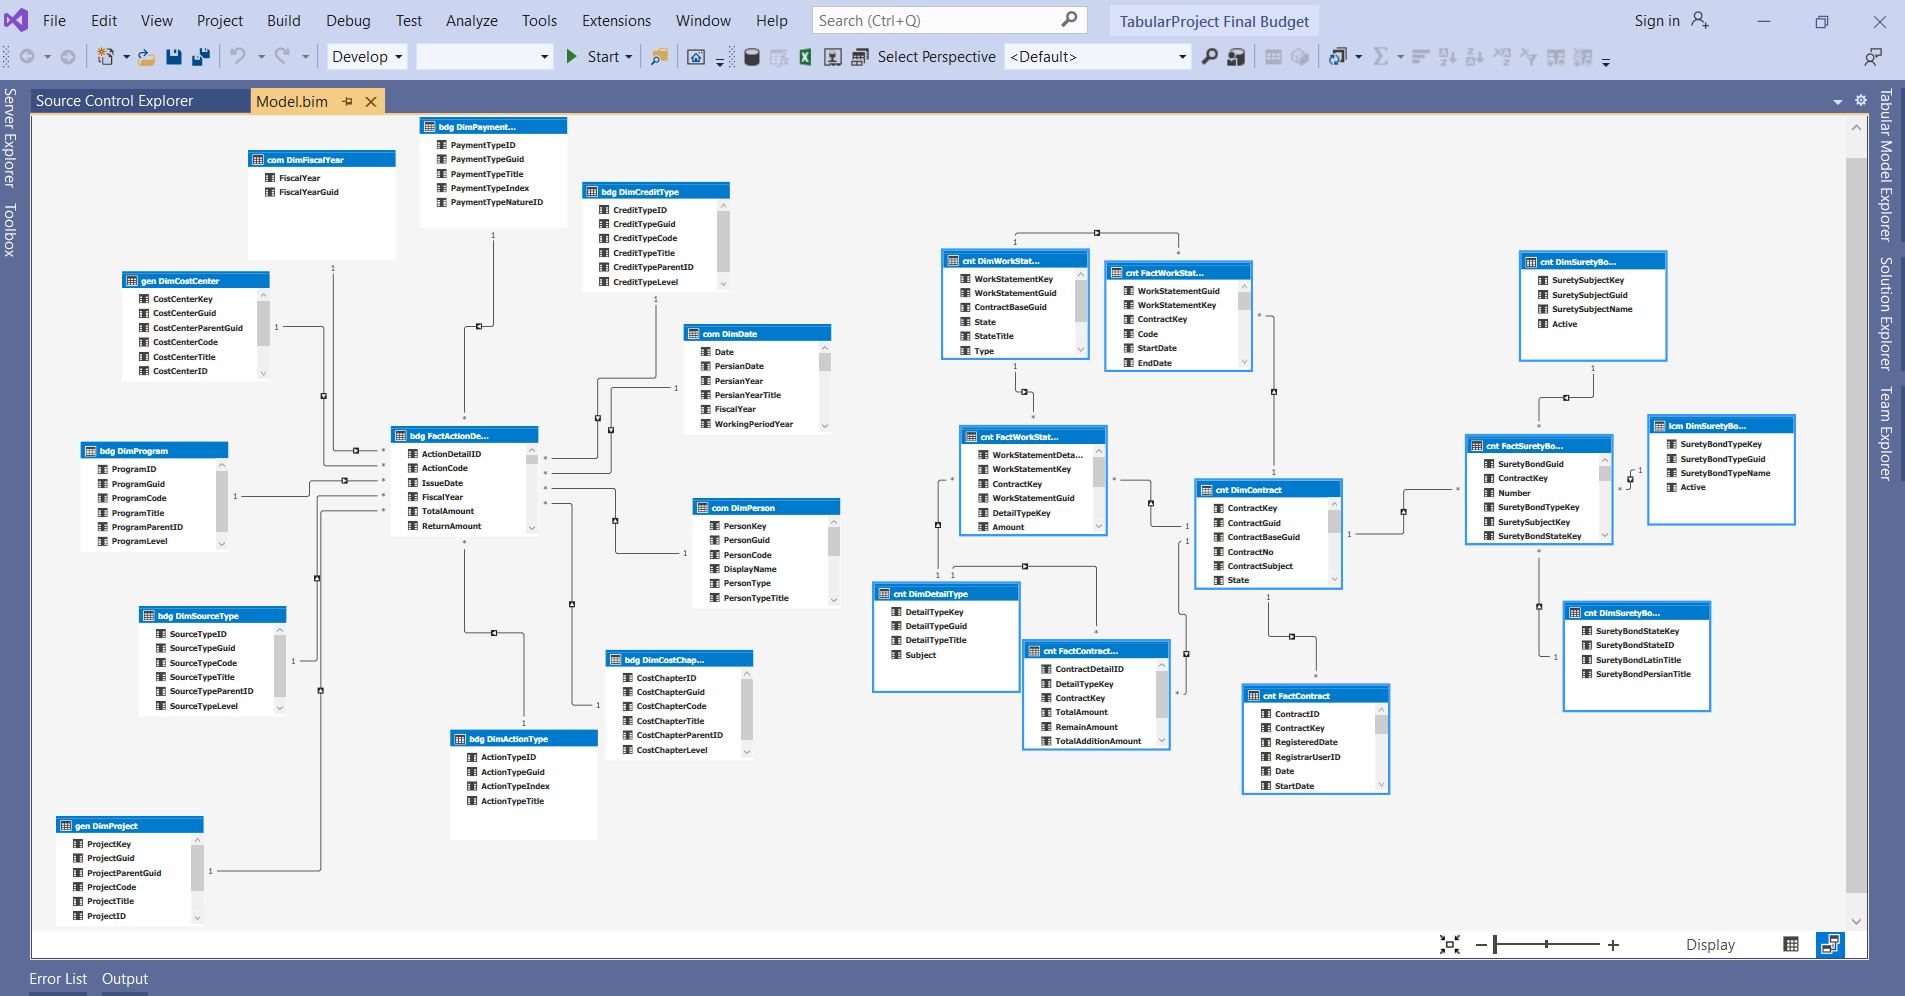 File Edit View Project Build Debug Test Analyze Tools Extensions Window Help Search (Ctrl+Q) TabularProject Final Budget Sign in
Develop Start Select Perspective <Default>
Source Control Explorer Model.bim
Server Explorer
Toolbox
Tabular Model Explorer
Solution Explorer
Team Explorer
bdg DimPayment...
PaymentTypeID
PaymentTypeGuid
PaymentTypeTitle
PaymentTypeIndex
PaymentTypeNatureID
com DimFiscalYear
FiscalYear
FiscalYearGuid
bdg DimCreditType
CreditTypeID
CreditTypeGuid
CreditTypeCode
CreditTypeTitle
CreditTypeParentID
CreditTypeLevel
gen DimCostCenter
CostCenterKey
CostCenterGuid
CostCenterParentGuid
CostCenterCode
CostCenterTitle
CostCenterID
com DimDate
Date
PersianDate
PersianYear
PersianYearTitle
FiscalYear
WorkingPeriodYear
bdg FactActionDe...
ActionDetailID
ActionCode
IssueDate
FiscalYear
TotalAmount
ReturnAmount
bdg DimProgram
ProgramID
ProgramGuid
ProgramCode
ProgramTitle
ProgramParentID
ProgramLevel
com DimPerson
PersonKey
PersonGuid
PersonCode
DisplayName
PersonType
PersonTypeTitle
bdg DimSourceType
SourceTypeID
SourceTypeGuid
SourceTypeCode
SourceTypeTitle
SourceTypeParentID
SourceTypeLevel
bdg DimCostChap...
CostChapterID
CostChapterGuid
CostChapterCode
CostChapterTitle
CostChapterParentID
CostChapterLevel
bdg DimActionType
ActionTypeID
ActionTypeGuid
ActionTypeIndex
ActionTypeTitle
gen DimProject
ProjectKey
ProjectGuid
ProjectParentGuid
ProjectCode
ProjectTitle
ProjectID
cnt DimWorkStat...
WorkStatementKey
WorkStatementGuid
ContractBaseGuid
State
StateTitle
Type
cnt FactWorkStat...
WorkStatementGuid
WorkStatementKey
ContractKey
Code
StartDate
EndDate
cnt FactWorkStat...
WorkStatementDeta...
WorkStatementKey
ContractKey
WorkStatementGuid
DetailTypeKey
Amount
cnt DimContract
ContractKey
ContractGuid
ContractBaseGuid
ContractNo
ContractSubject
State
cnt DimDetailType
DetailTypeKey
DetailTypeGuid
DetailTypeTitle
Subject
cnt FactContract...
ContractDetailID
DetailTypeKey
ContractKey
TotalAmount
RemainAmount
TotalAdditionAmount
cnt FactContract
ContractID
ContractKey
RegisteredDate
RegistrarUserID
Date
StartDate
cnt DimSuretyBo...
SuretySubjectKey
SuretySubjectGuid
SuretySubjectName
Active
cnt FactSuretyBo...
SuretyBondGuid
ContractKey
Number
SuretyBondTypeKey
SuretySubjectKey
SuretyBondStateKey
lcm DimSuretyBo...
SuretyBondTypeKey
SuretyBondTypeGuid
SuretyBondTypeName
Active
cnt DimSuretyBo...
SuretyBondStateKey
SuretyBondStateID
SuretyBondLatinTitle
SuretyBondPersianTitle
Display
Error List Output